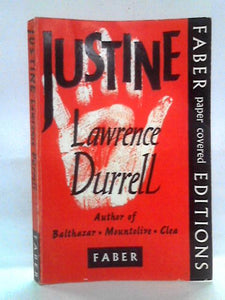 JUSTINE
Lawrence
Durrell
Author of
Balthazar • Mountolive • Clea
FABER
FABER paper covered EDITIONS
JUSTINE Lawrence Durrell FABER